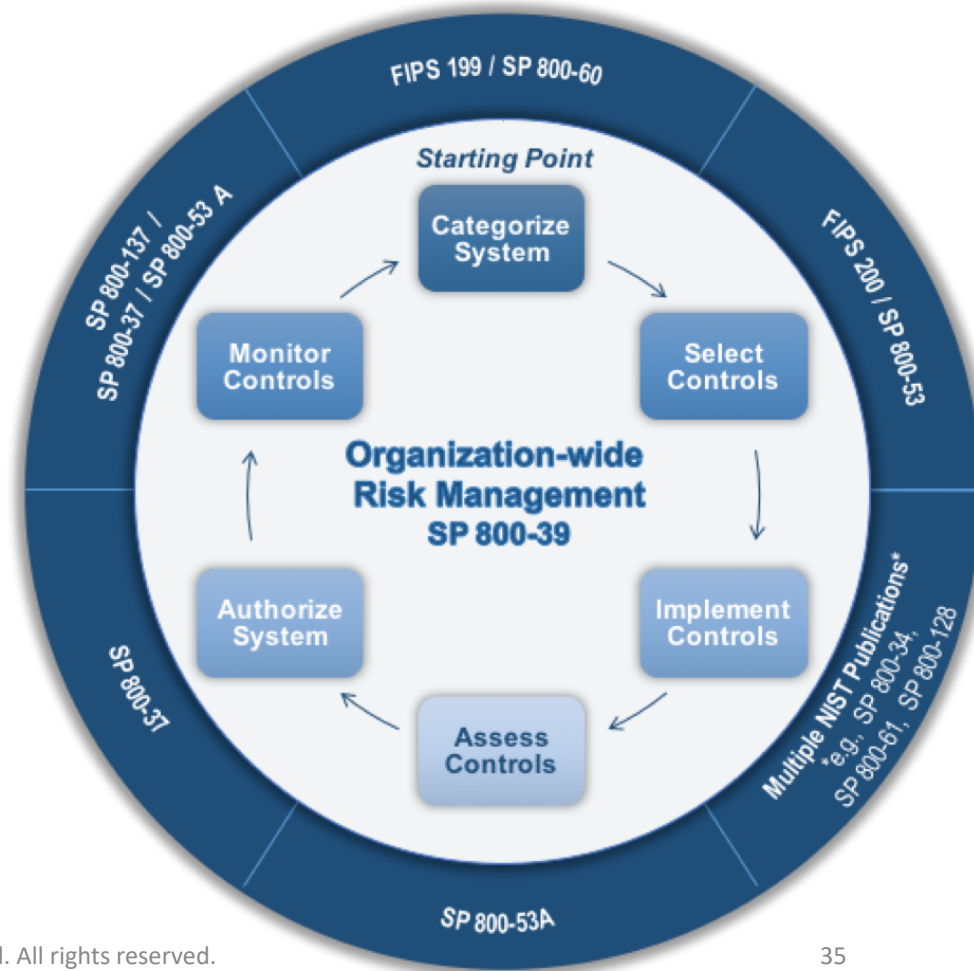 FIPS 199 / SP 800-60
Starting Point
Categorize
System
FIPS 200 / SP 800-53
Select
Controls
Multiple NIST Publications*
*e.g., SP 800-34,
SP 800-61, SP 800-128
Implement
Controls
SP 800-53A
Assess
Controls
SP 800-37
Authorize
System
SP 800-137 /
SP 800-37 / SP 800-53 A
Monitor
Controls
Organization-wide
Risk Management
SP 800-39
. All rights reserved.
35